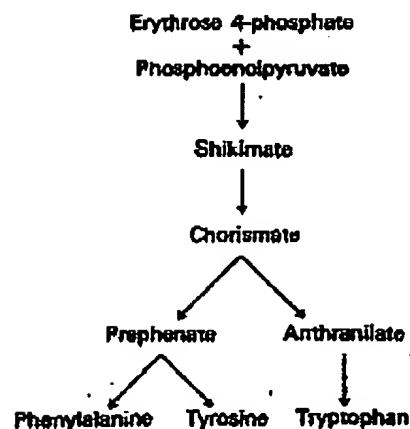 Erythrose 4-phosphate
+
Phosphoenolpyruvate
Shikimate
Chorismate
Prephenate Anthranilate
Phenylalanine Tyrosine Tryptophan